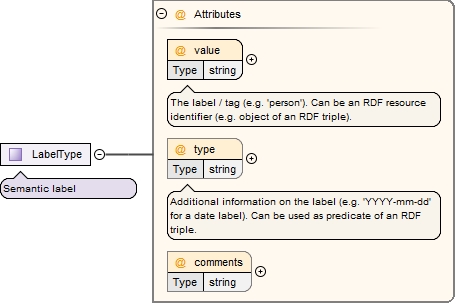 @ Attributes
@ value
Type string
The label / tag (e.g. 'person'). Can be an RDF resource
identifier (e.g. object of an RDF triple).
LabelType
Semantic label
@ type
Type string
Additional information on the label (e.g. 'YYYY-mm-dd'
for a date label). Can be used as predicate of an RDF
triple.
@ comments
Type string